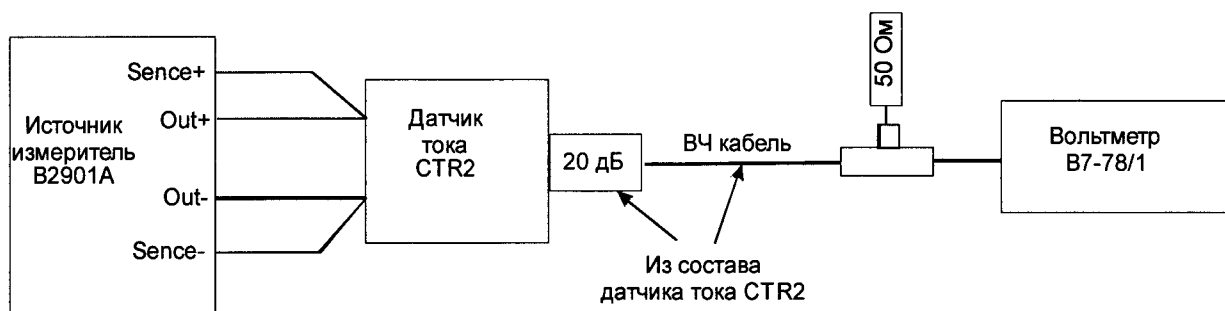 Sence+
Out+
Источник
измеритель
B2901A
Out-
Sence-
Датчик
тока
CTR2
20 дБ
ВЧ кабель
50 Ом
Вольтметр
В7-78/1
Из состава
датчика тока CTR2